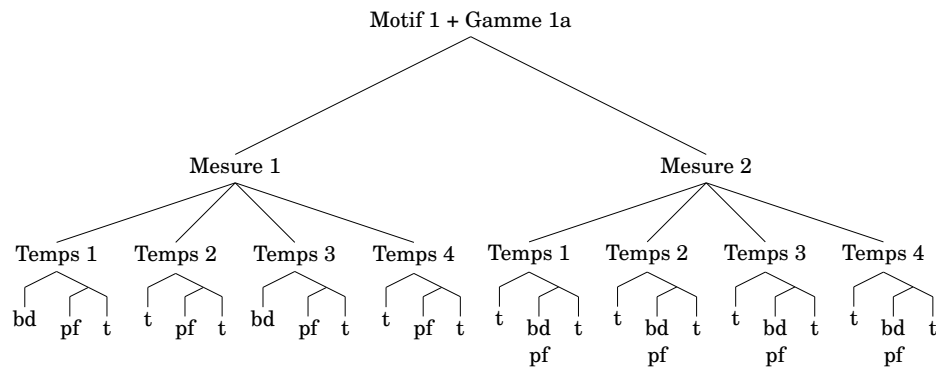 Motif 1 + Gamme 1a
Mesure 1 Mesure 2
Temps 1 Temps 2 Temps 3 Temps 4 Temps 1 Temps 2 Temps 3 Temps 4
bd pf t t pf t bd pf t t pf t t bd t t bd t t bd t t bd t
pf pf pf pf